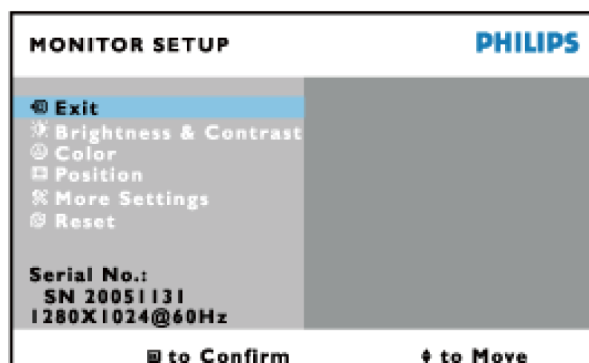 MONITOR SETUP PHILIPS
Exit
Brightness & Contrast
Color
Position
More Settings
Reset
Serial No.:
SN 20051131
1280X1024@60Hz
to Confirm to Move